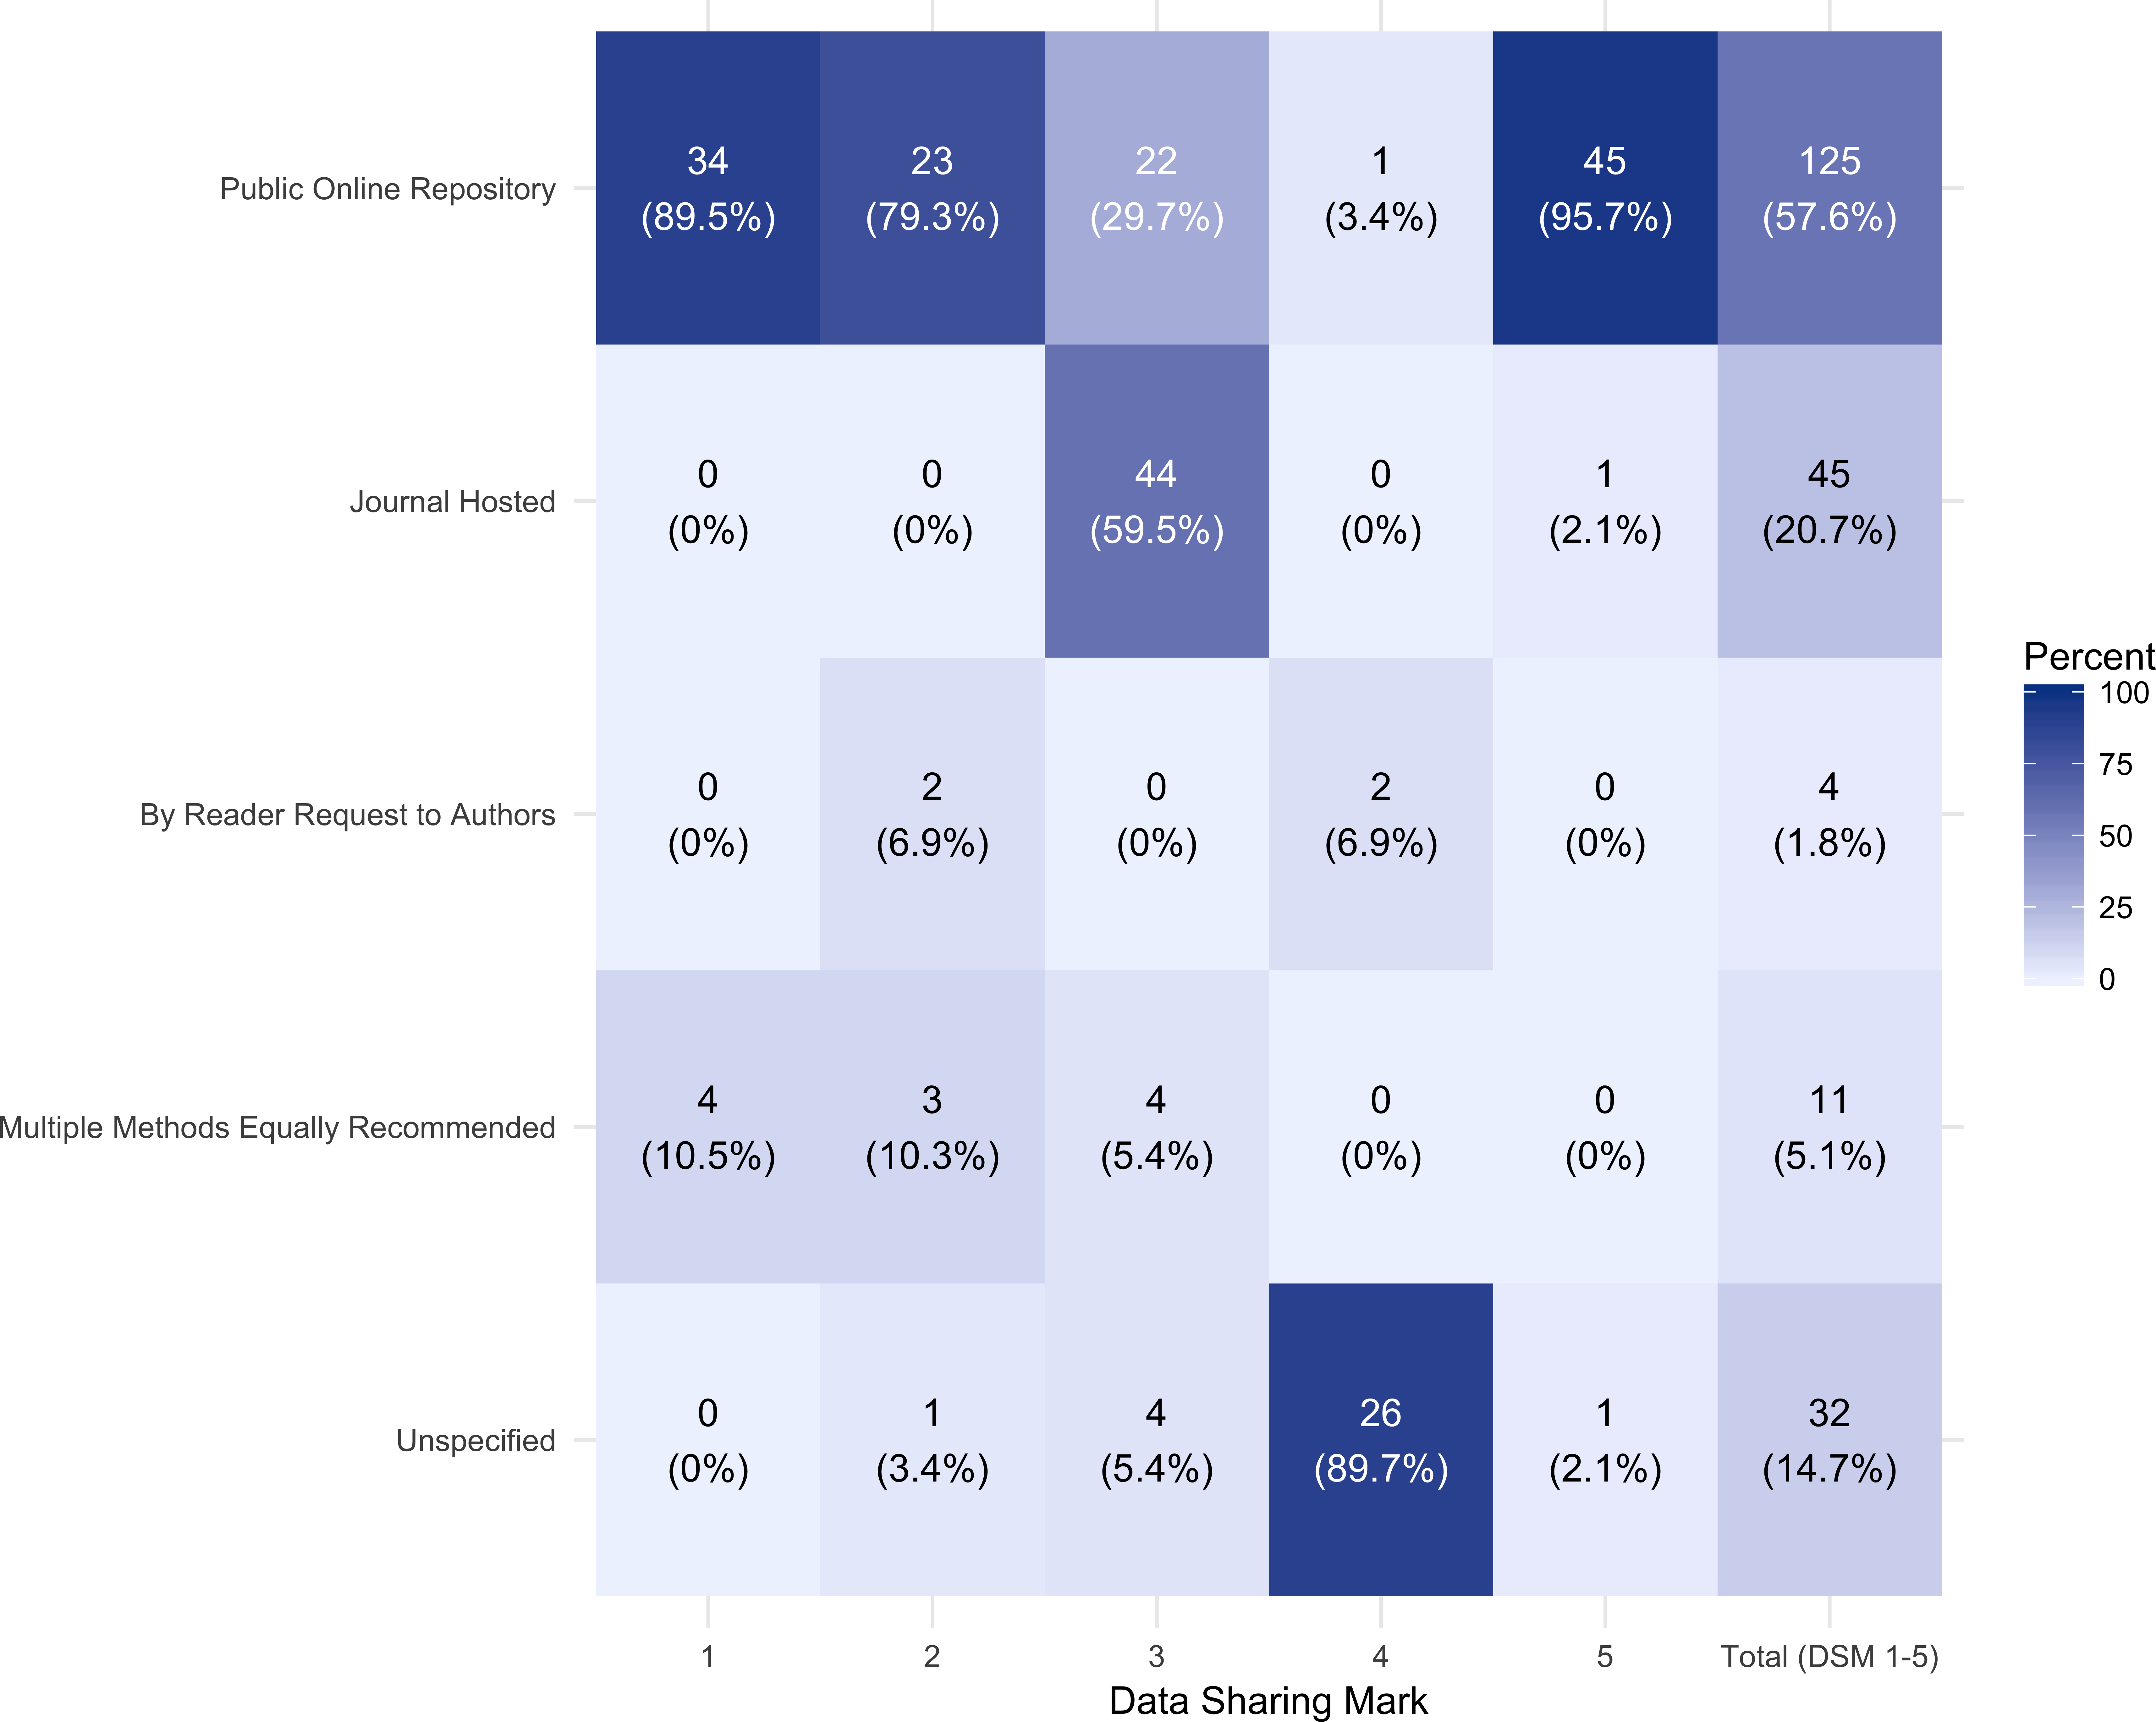 Public Online Repository
34 23 22 1 45 125
(89.5%) (79.3%) (29.7%) (3.4%) (95.7%) (57.6%)
Journal Hosted
0 0 44 0 1 45
(0%) (0%) (59.5%) (0%) (2.1%) (20.7%)
By Reader Request to Authors
0 2 0 2 0 4
(0%) (6.9%) (0%) (6.9%) (0%) (1.8%)
Multiple Methods Equally Recommended
4 3 4 0 0 11
(10.5%) (10.3%) (5.4%) (0%) (0%) (5.1%)
Unspecified
0 1 4 26 1 32
(0%) (3.4%) (5.4%) (89.7%) (2.1%) (14.7%)
1 2 3 4 5 Total (DSM 1-5)
Data Sharing Mark
Percent
100
75
50
25
0